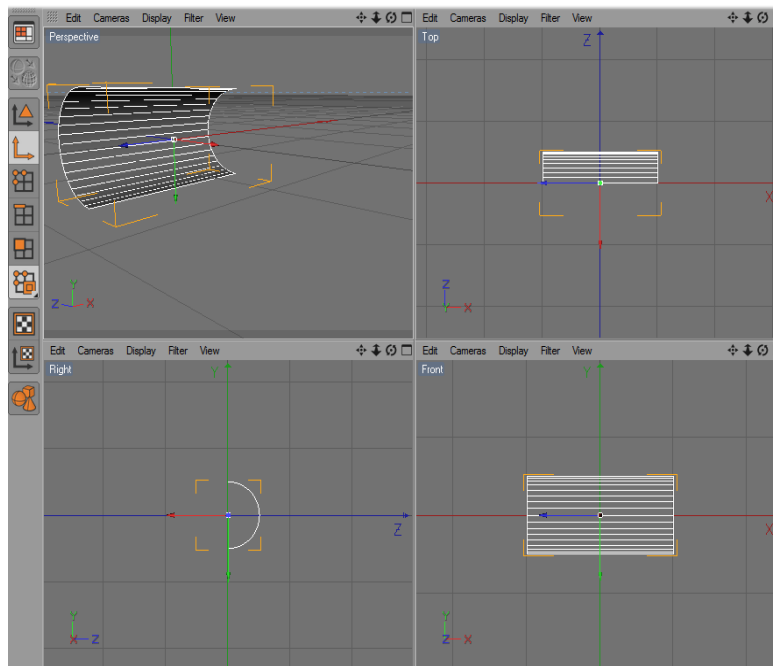 Edit Cameras Display Filter View
Edit Cameras Display Filter View
Perspective
Top
Z
X
Y
Z X
Z
Y X
Edit Cameras Display Filter View
Edit Cameras Display Filter View
Right
Front
Y
Y
Z
X
Y
X Z
Y
Z X